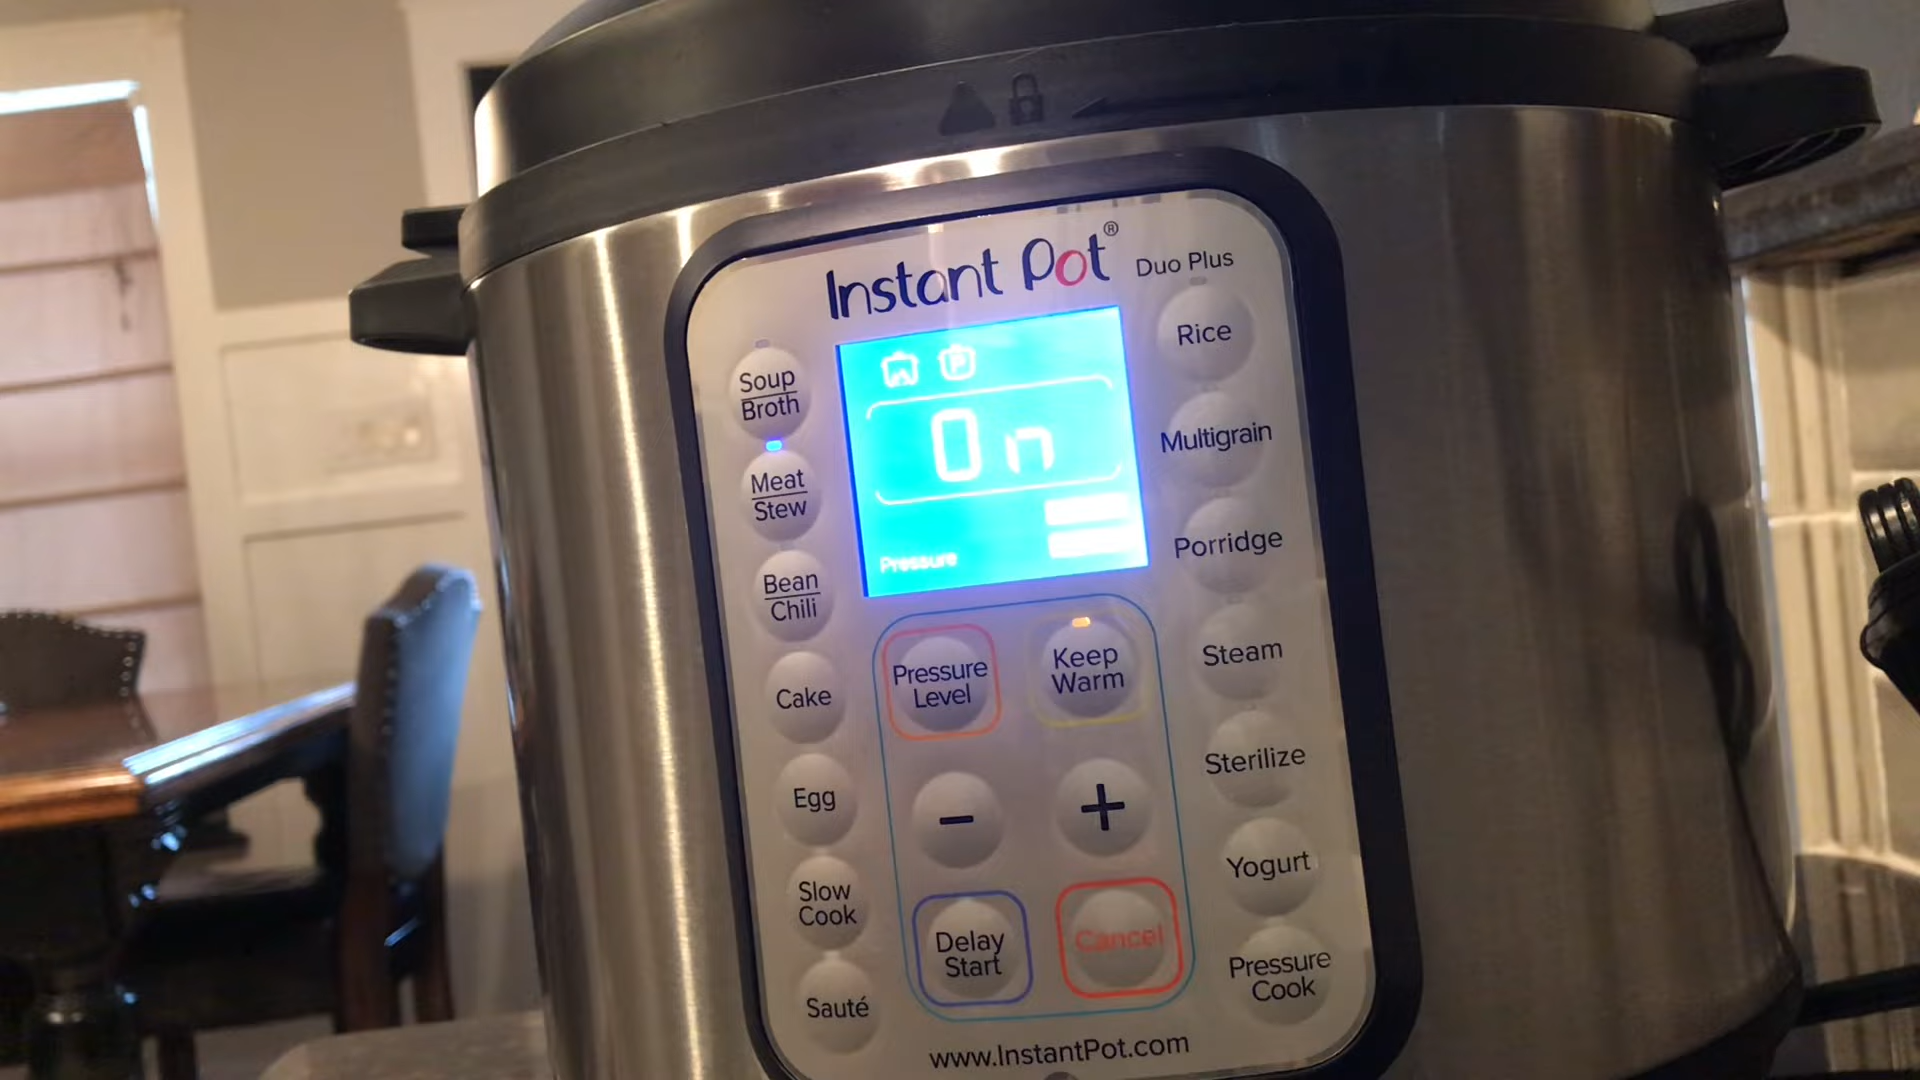 Instant Pot® Duo Plus
Soup
Broth
Meat
Stew
Bean
Chili
Cake
Egg
Slow
Cook
Sauté
P
On
Pressure
Pressure
Level
Keep
Warm
-
+
Delay
Start
Cancel
Rice
Multigrain
Porridge
Steam
Sterilize
Yogurt
Pressure
Cook
www.InstantPot.com